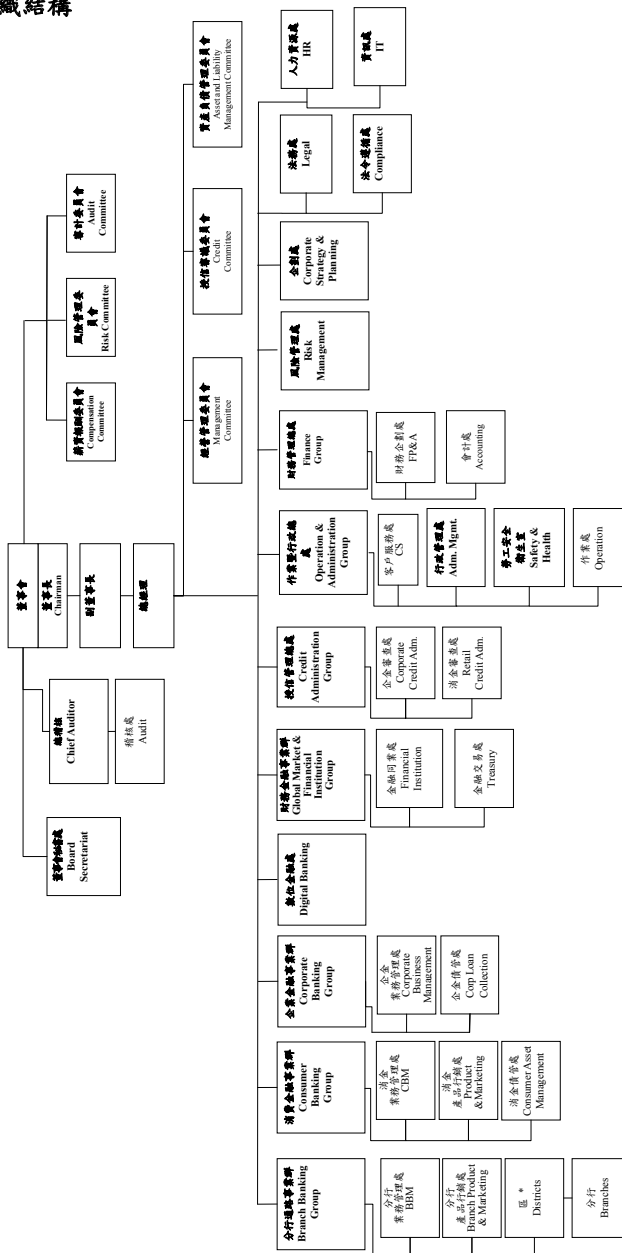 織結構
董事會
董事長
Chairman
副董事長
總經理
薪資報酬委員會
Compensation
Committee
風險管理委
員會
Risk Committee
審計委員會
Audit
Committee
總稽核
Chief Auditor
稽核處
Audit
董事會秘書處
Board
Secretariat
經營管理委員會
Management
Committee
授信審議委員會
Credit
Committee
資產負債管理委員會
Asset and Liability
Management Committee
分行通路事業群
Branch Banking
Group
分行
業務管理處
BBM
分行
產品行銷處
Branch Product
& Marketing
區 *
Districts
分行
Branches
消費金融事業群
Consumer
Banking
Group
消金
業務管理處
CBM
消金
產品行銷處
Product
&Marketing
消金債管處
Consumer Asset
Management
企業金融事業群
Corporate
Banking
Group
企金
業務管理處
Corporate
Business
Management
企金債管處
Corp Loan
Collection
數位金融處
Digital Banking
財務金融事業群
Global Market &
Financial
Institution
Group
金融同業處
Financial
Institution
金融交易處
Treasury
授信管理總處
Credit
Administration
Group
企金審查處
Corporate
Credit Adm.
消金審查處
Retail
Credit Adm.
作業暨行政總
處
Operation &
Administration
Group
客戶服務處
CS
行政管理處
Adm. Mgmt.
勞工安全
衛生室
Safety &
Health
作業處
Operation
財務管理總處
Finance
Group
財務企劃處
FP&A
會計處
Accounting
風險管理處
Risk
Management
企劃處
Corporate
Strategy &
Planning
法務處
Legal
法令遵循處
Compliance
人力資源處
HR
資訊處
IT